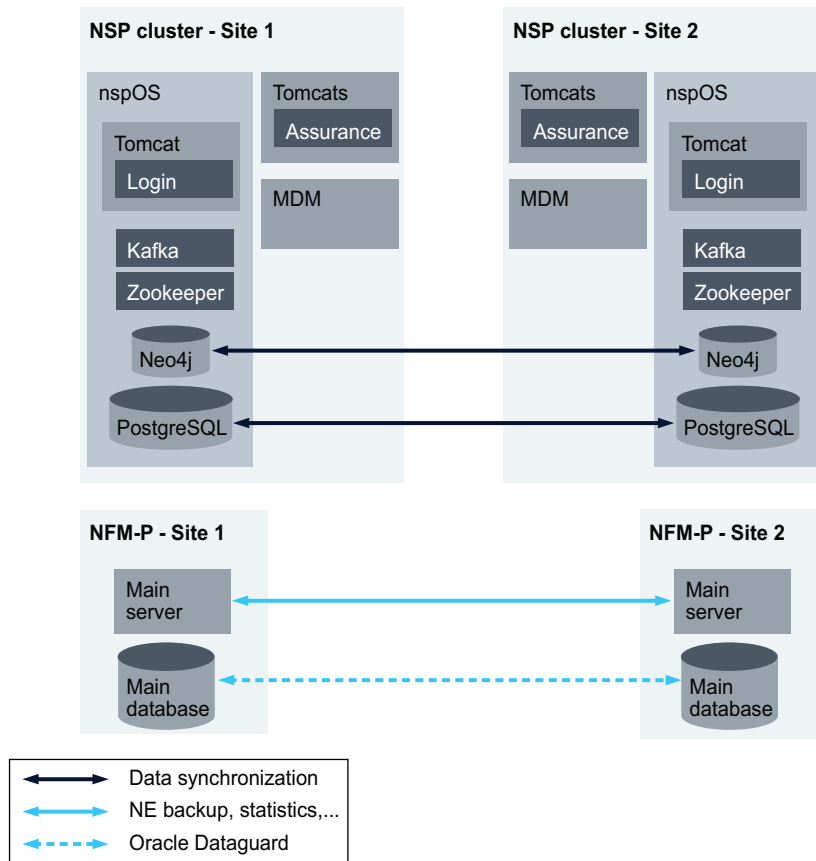 NSP cluster - Site 1
nspOS
Tomcat
Login
Kafka
Zookeeper
Neo4j
PostgreSQL
Tomcats
Assurance
MDM
NSP cluster - Site 2
Tomcats
Assurance
MDM
nspOS
Tomcat
Login
Kafka
Zookeeper
Neo4j
PostgreSQL
NFM-P - Site 1
Main
server
Main
database
NFM-P - Site 2
Main
server
Main
database
Data synchronization
NE backup, statistics,...
Oracle Dataguard